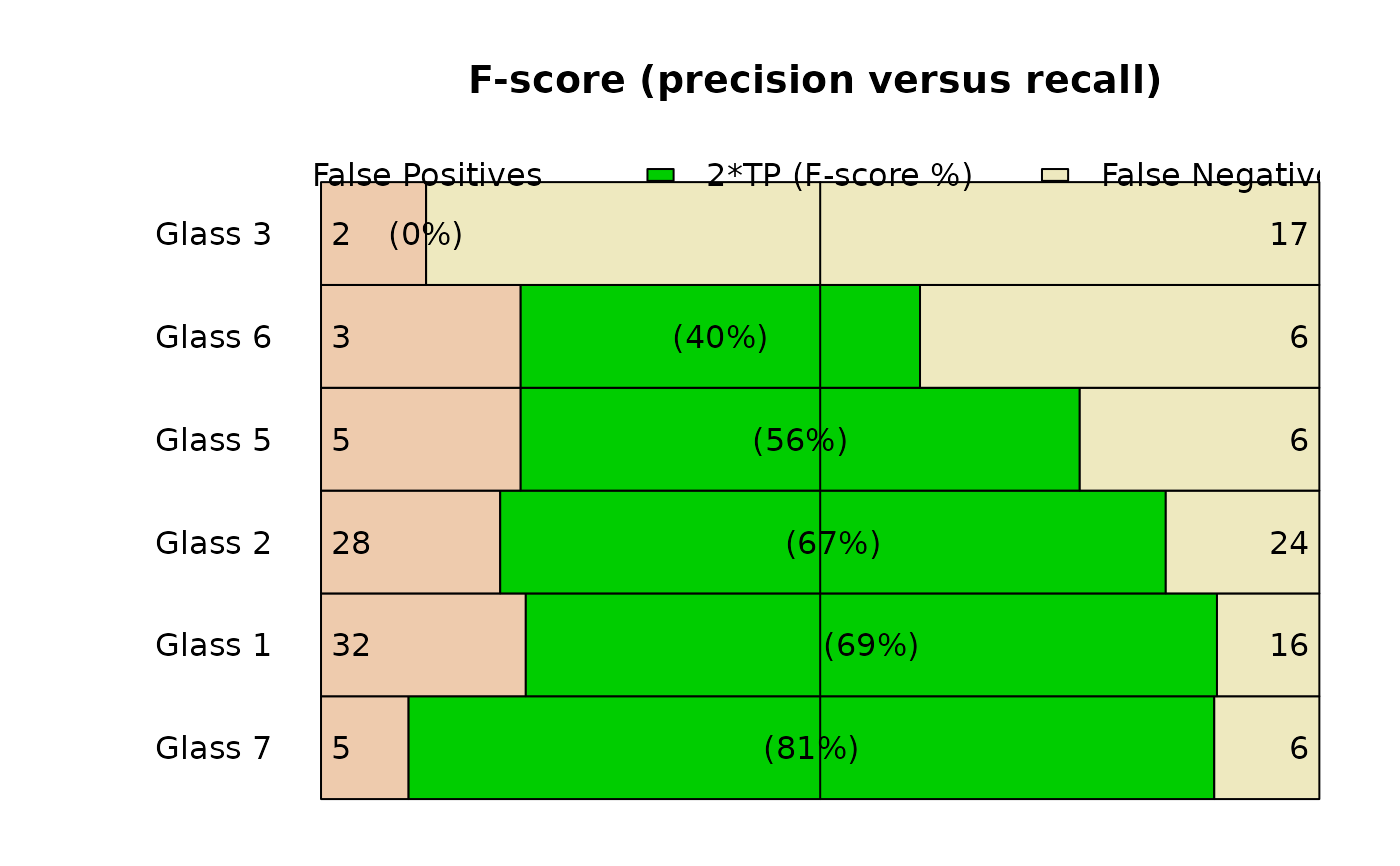 F-score (precision versus recall)
False Positives 2*TP (F-score %) False Negativ
Glass 3 2 (0%) 17
Glass 6 3 (40%) 6
Glass 5 5 (56%) 6
Glass 2 28 (67%) 24
Glass 1 32 (69%) 16
Glass 7 5 (81%) 6